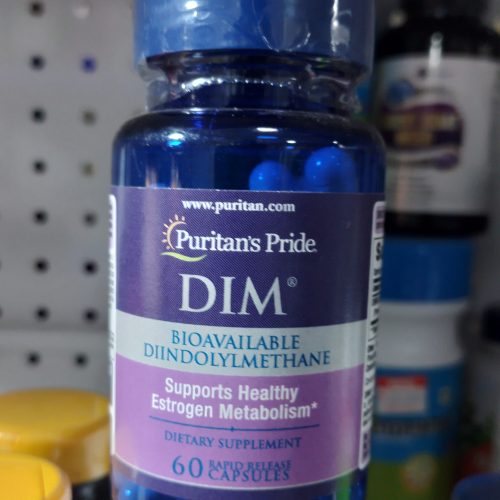 www.puritan.com
Puritan's Pride®
DIM®
BIOAVAILABLE
DIINDOLYLMETHANE
Supports Healthy
Estrogen Metabolism*
DIETARY SUPPLEMENT
60 RAPID RELEASE
CAPSULES